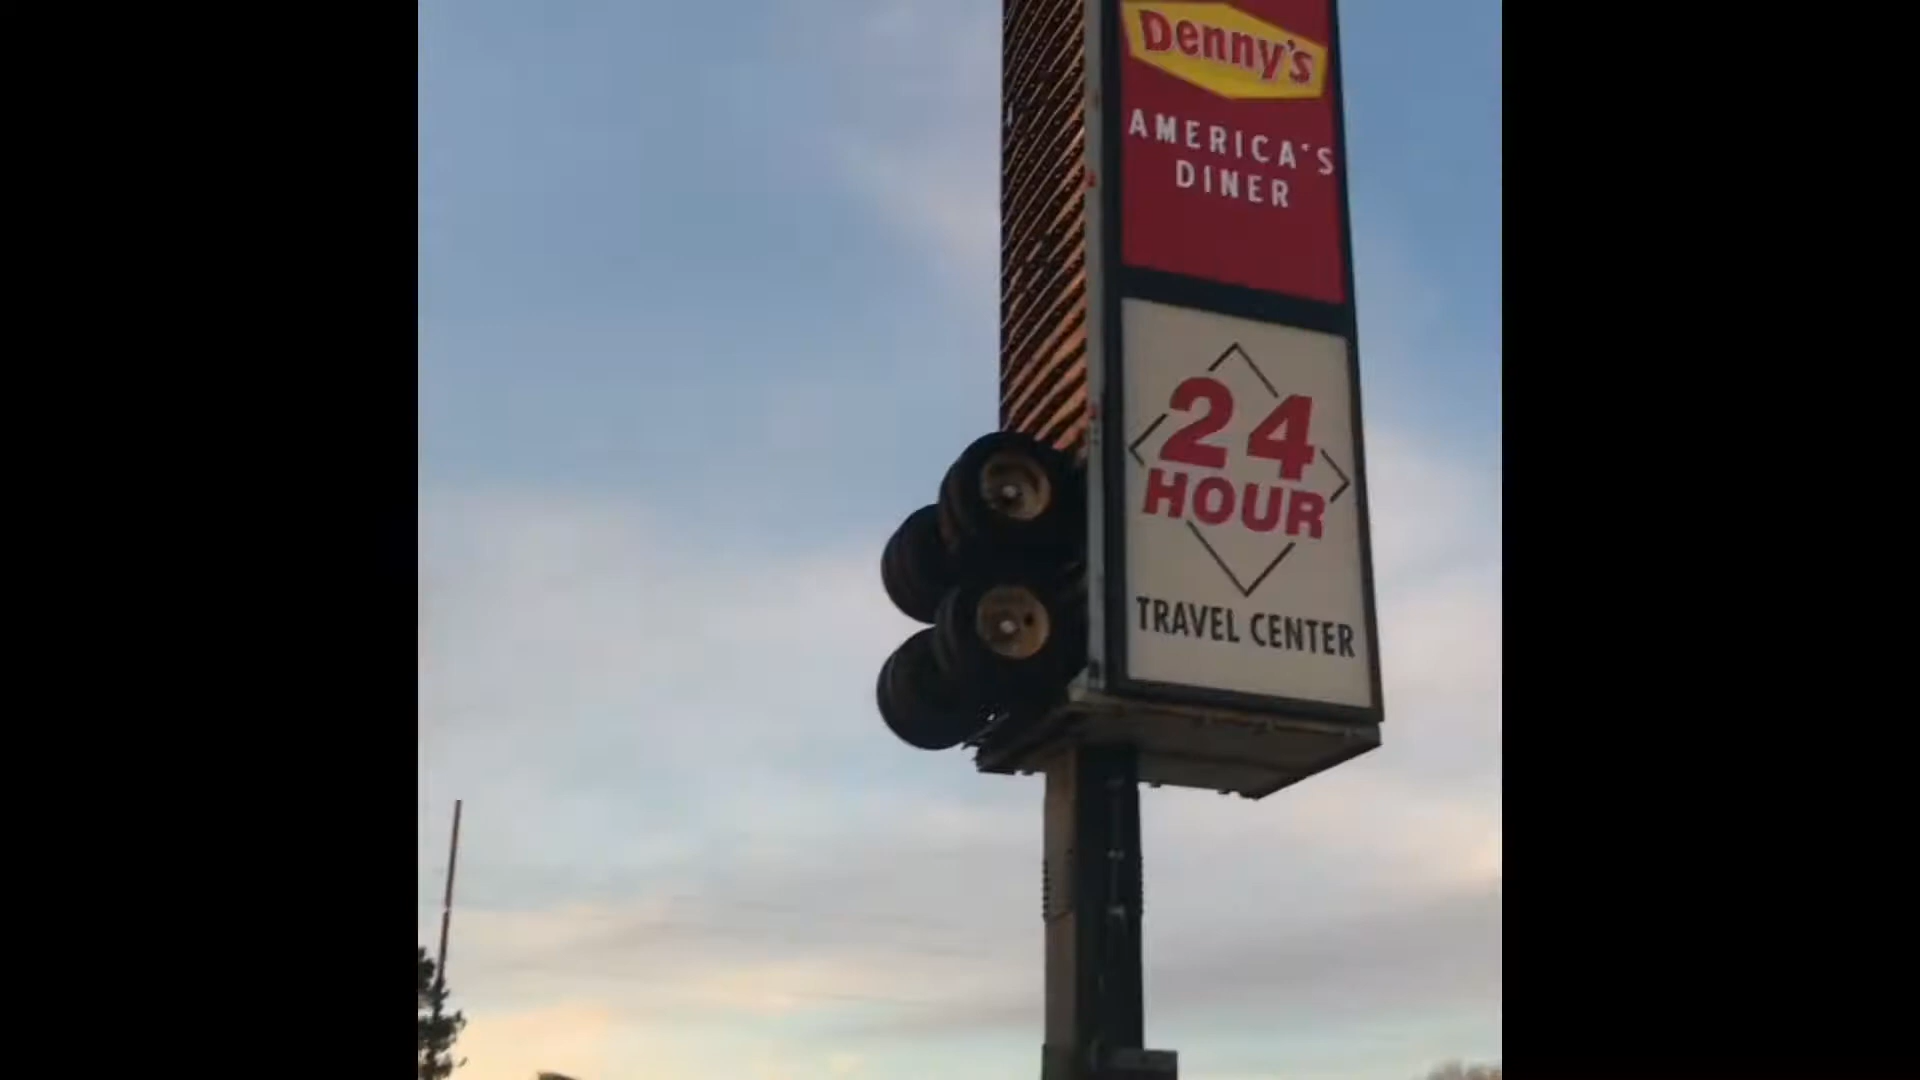 Denny's
AMERICA'S
DINER
24
HOUR
TRAVEL CENTER